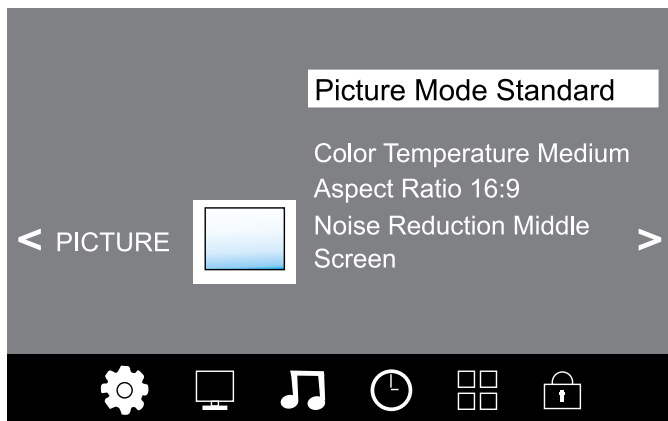 Picture Mode Standard
Color Temperature Medium
Aspect Ratio 16:9
< PICTURE
Noise Reduction Middle
>
Screen